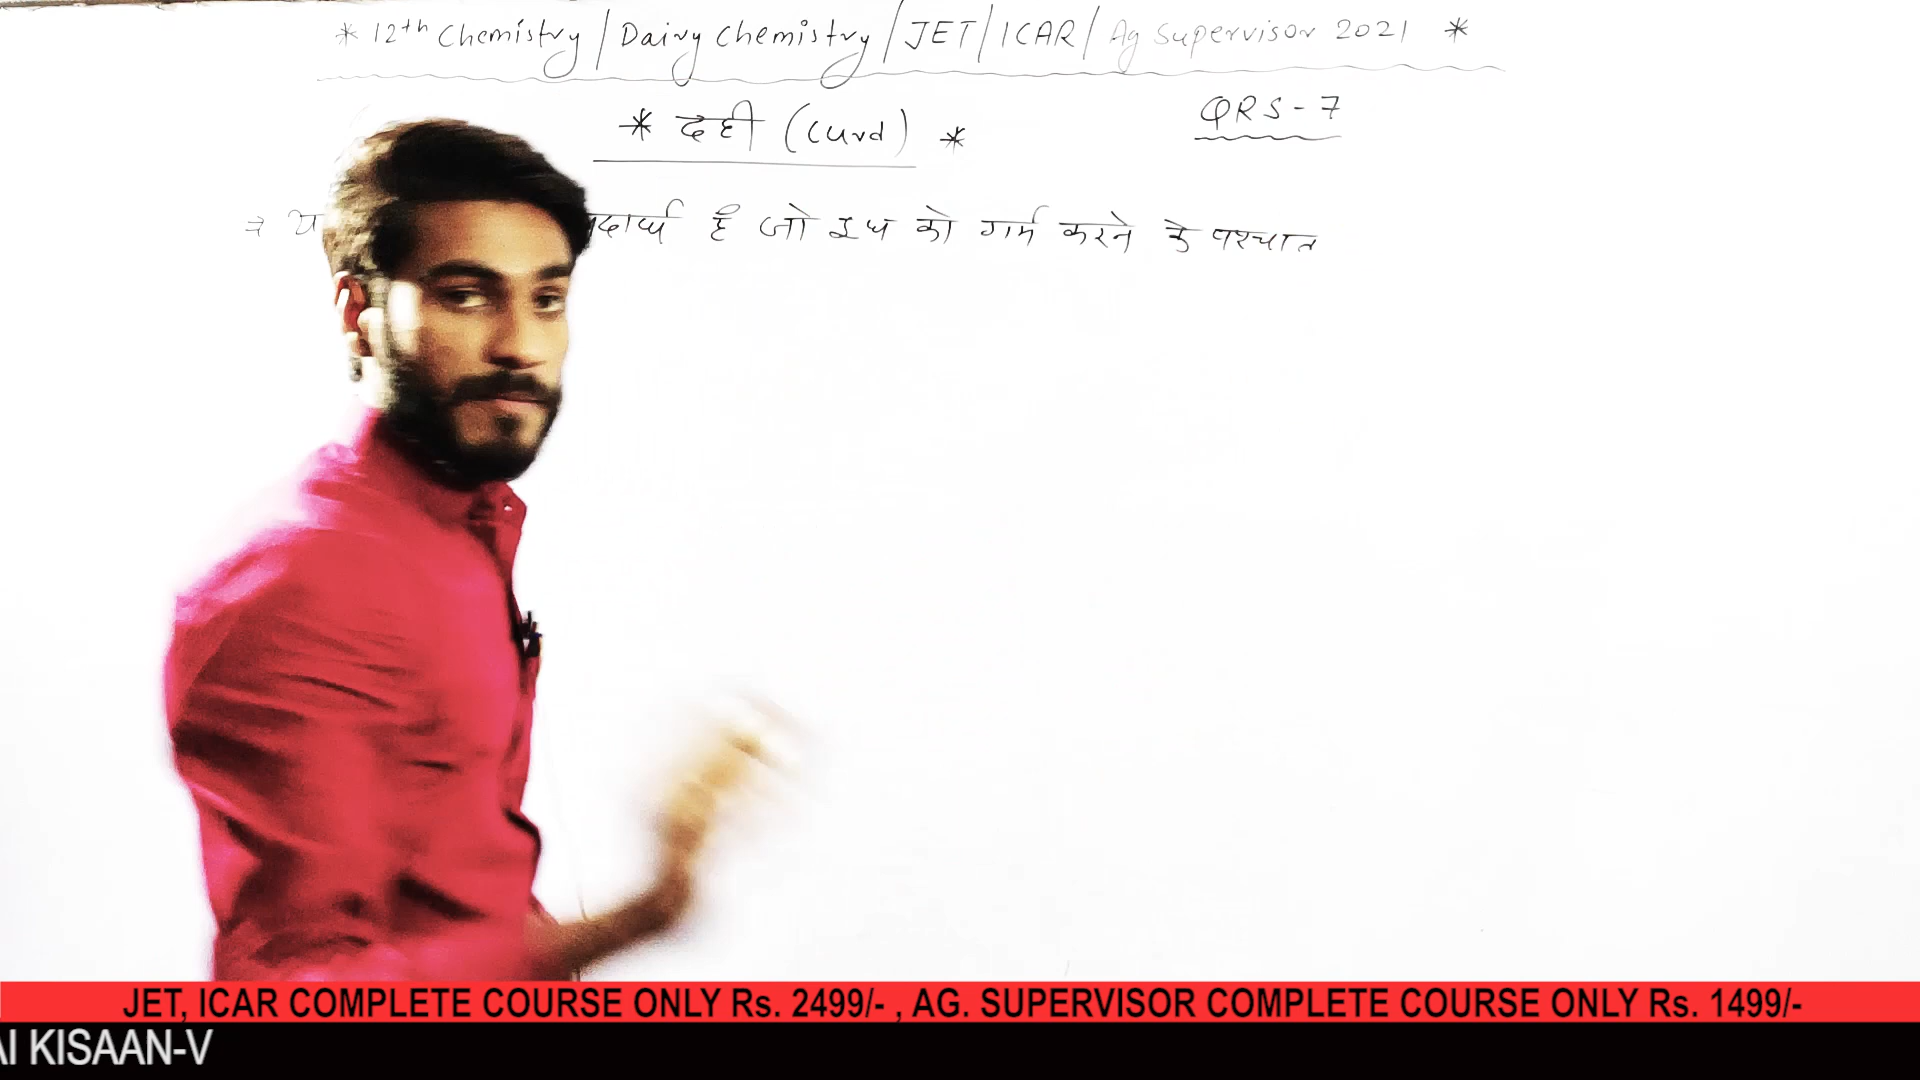 * 12th Chemistry / Dairy Chemistry / JET / ICAR / Ag Supervisor 2021 *
* दही (Curd) *
QRS-7
⇒ पदार्थ है जो दुध को गर्म करने के पश्चात
JET, ICAR COMPLETE COURSE ONLY Rs. 2499/- , AG. SUPERVISOR COMPLETE COURSE ONLY Rs. 1499/-
AI KISAAN-V